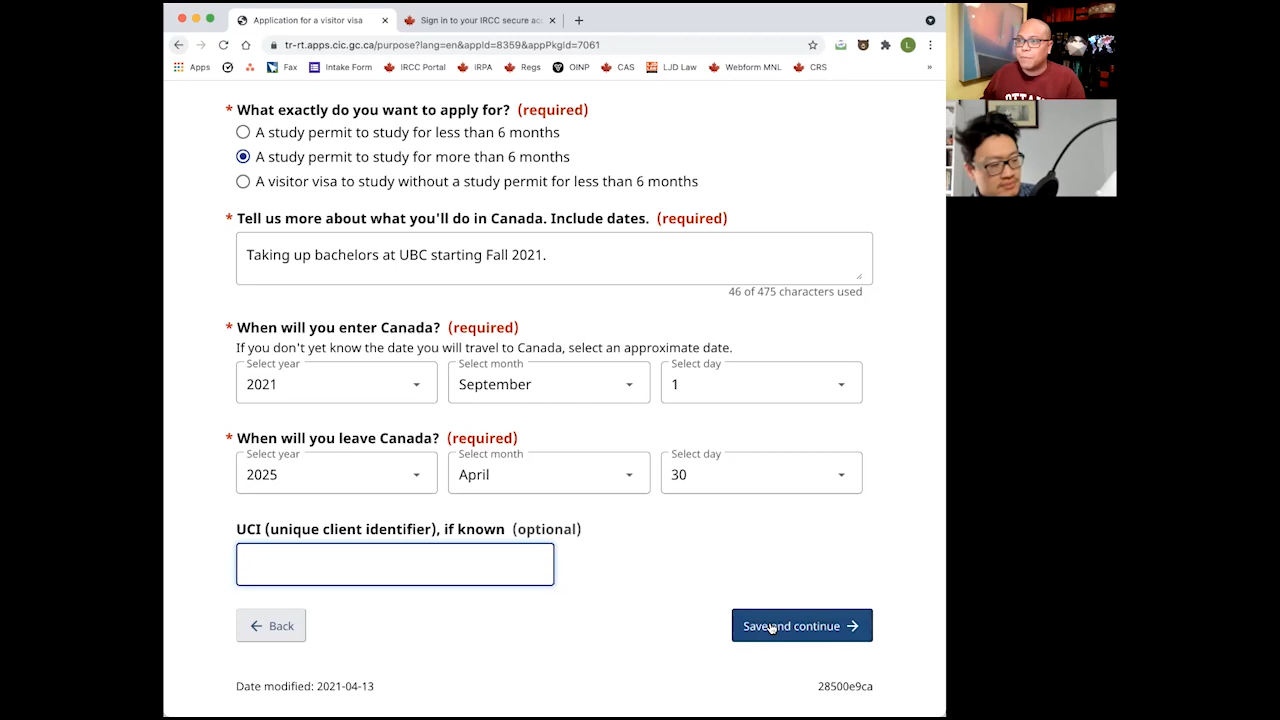 Application for a visitor visa
Sign in to your IRCC secure acc
tr-rt.apps.cic.gc.ca/purpose?lang=en&appId=8359&appPkgId=7061
L
Apps Fax Intake Form IRCC Portal IRPA Regs OINP CAS LJD Law Webform MNL CRS »
* What exactly do you want to apply for? (required)
A study permit to study for less than 6 months
A study permit to study for more than 6 months
A visitor visa to study without a study permit for less than 6 months
* Tell us more about what you'll do in Canada. Include dates. (required)
Taking up bachelors at UBC starting Fall 2021.
46 of 475 characters used
* When will you enter Canada? (required)
If you don't yet know the date you will travel to Canada, select an approximate date.
Select year Select month Select day
2021 September 1
* When will you leave Canada? (required)
Select year Select month Select day
2025 April 30
UCI (unique client identifier), if known (optional)
Back Save and continue
Date modified: 2021-04-13 28500e9ca